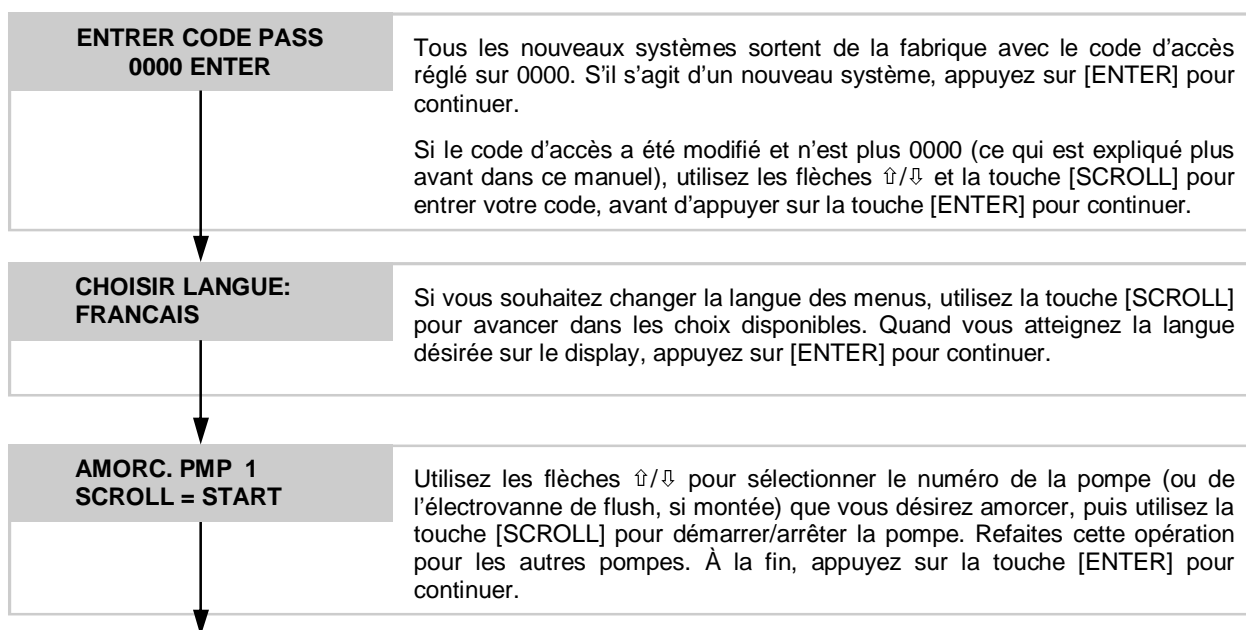 ENTRER CODE PASS
0000 ENTER
Tous les nouveaux systèmes sortent de la fabrique avec le code d'accès
réglé sur 0000. S'il s'agit d'un nouveau système, appuyez sur [ENTER] pour
continuer.
Si le code d'accès a été modifié et n'est plus 0000 (ce qui est expliqué plus
avant dans ce manuel), utilisez les flèches ⇧/⇩ et la touche [SCROLL] pour
entrer votre code, avant d'appuyer sur la touche [ENTER] pour continuer.
CHOISIR LANGUE:
FRANCAIS
Si vous souhaitez changer la langue des menus, utilisez la touche [SCROLL]
pour avancer dans les choix disponibles. Quand vous atteignez la langue
désirée sur le display, appuyez sur [ENTER] pour continuer.
AMORC. PMP 1
SCROLL = START
Utilisez les flèches ⇧/⇩ pour sélectionner le numéro de la pompe (ou de
l'électrovanne de flush, si montée) que vous désirez amorcer, puis utilisez la
touche [SCROLL] pour démarrer/arrêter la pompe. Refaites cette opération
pour les autres pompes. À la fin, appuyez sur la touche [ENTER] pour
continuer.